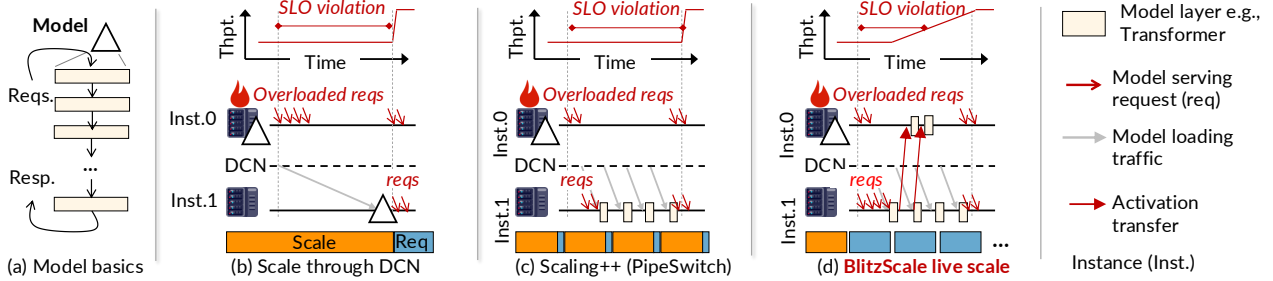 Model
Reqs.
...
Resp.
(a) Model basics
SLO violation
Thpt.
Time
Overloaded reqs
Inst.0
DCN
reqs
Inst.1
Scale
Req
(b) Scale through DCN
SLO violation
Thpt.
Time
Overloaded reqs
Inst.0
DCN
reqs
Inst.1
(c) Scaling++ (PipeSwitch)
SLO violation
Thpt.
Time
Overloaded reqs
Inst.0
DCN
reqs
Inst.1
...
(d) BlitzScale live scale
Model layer e.g.,
Transformer
Model serving
request (req)
Model loading
traffic
Activation
transfer
Instance (Inst.)